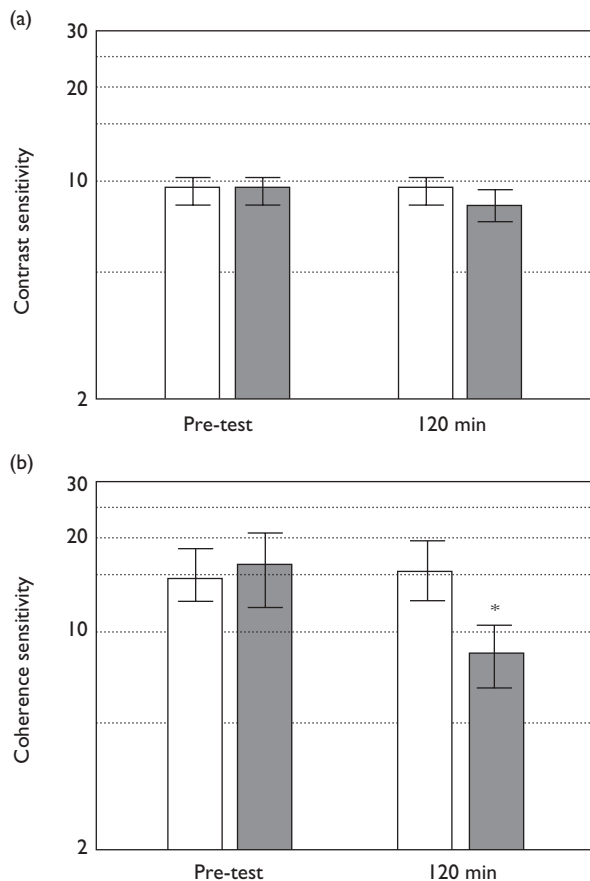 (a)
30
20
10
2
Contrast sensitivity
Pre-test
120 min
(b)
30
20
10
2
Coherence sensitivity
*
Pre-test
120 min